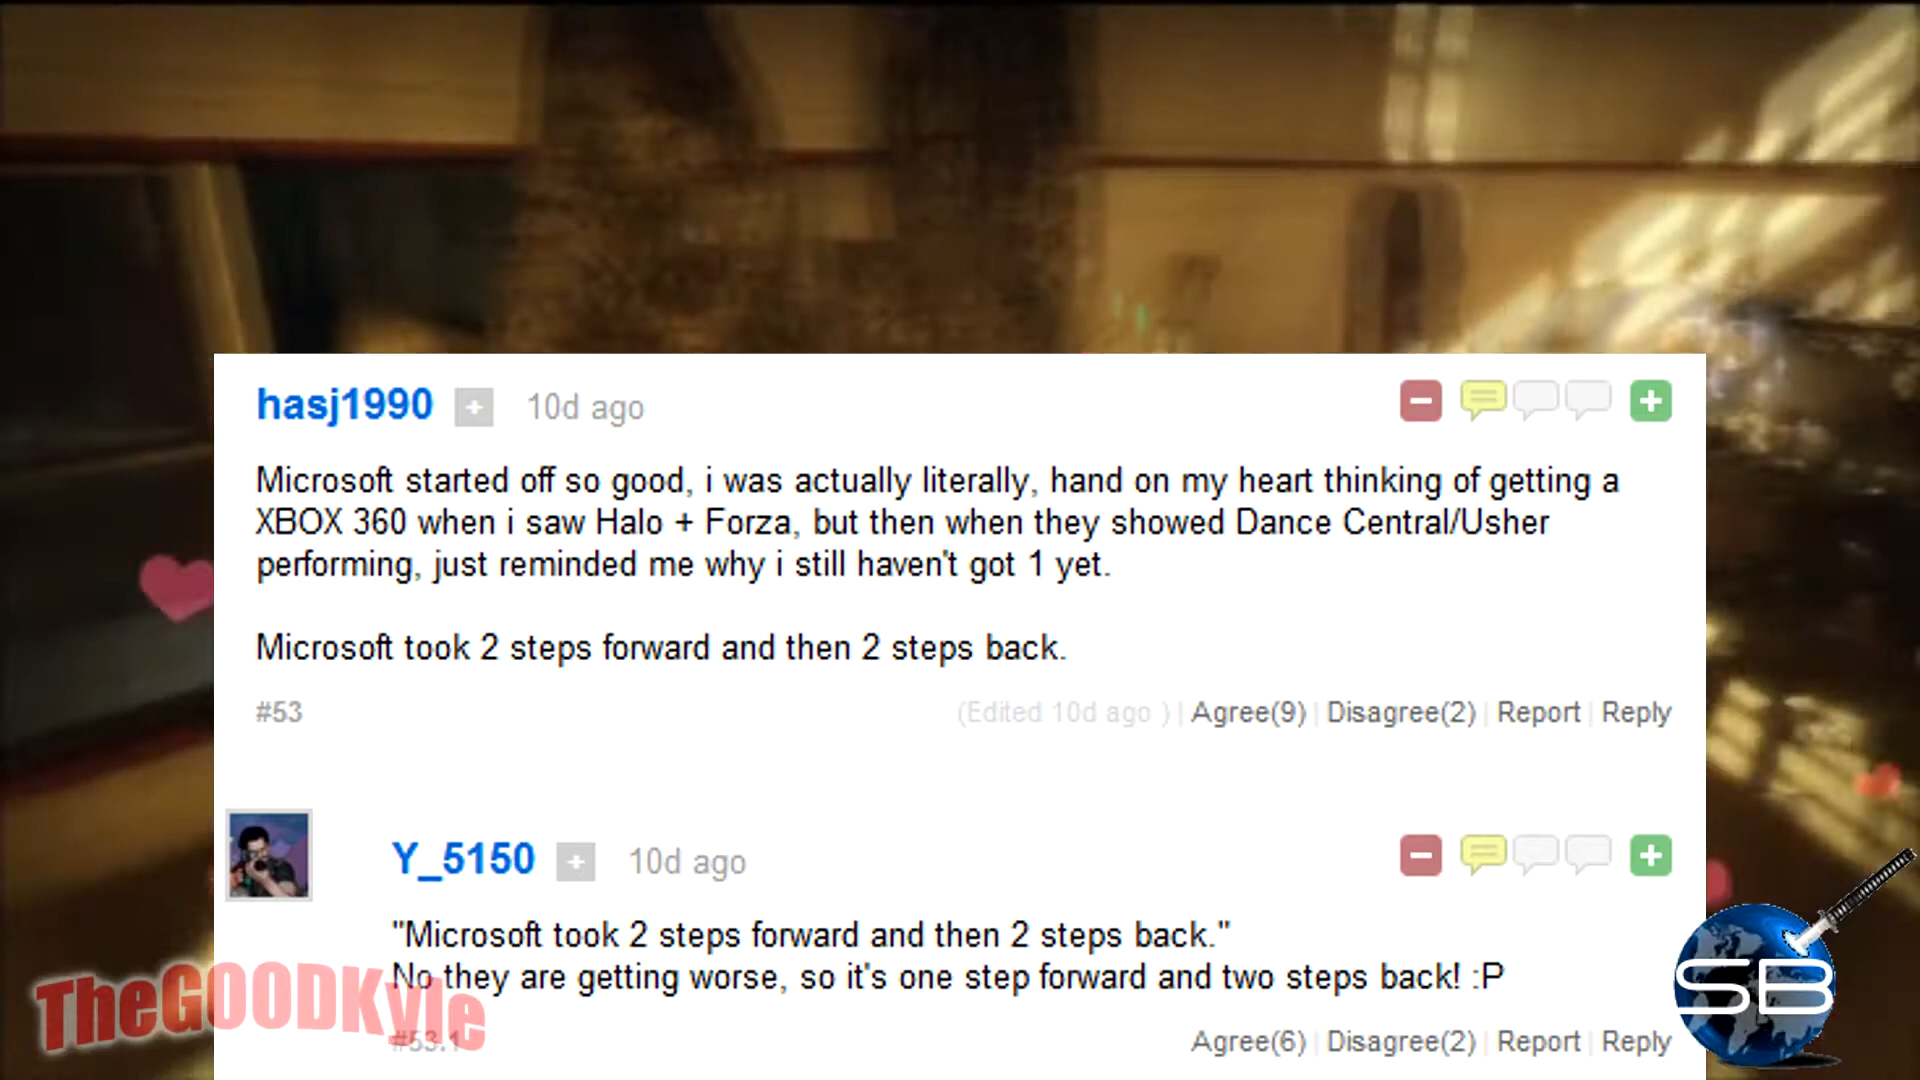 hasj1990 + 10d ago
Microsoft started off so good, i was actually literally, hand on my heart thinking of getting a
XBOX 360 when i saw Halo + Forza, but then when they showed Dance Central/Usher
performing, just reminded me why i still haven't got 1 yet.
Microsoft took 2 steps forward and then 2 steps back.
#53 (Edited 10d ago ) | Agree(9) | Disagree(2) | Report | Reply
Y_5150 + 10d ago
"Microsoft took 2 steps forward and then 2 steps back."
No they are getting worse, so it's one step forward and two steps back! :P
#53.1 Agree(6) | Disagree(2) | Report | Reply
TheGOODKyle
SB